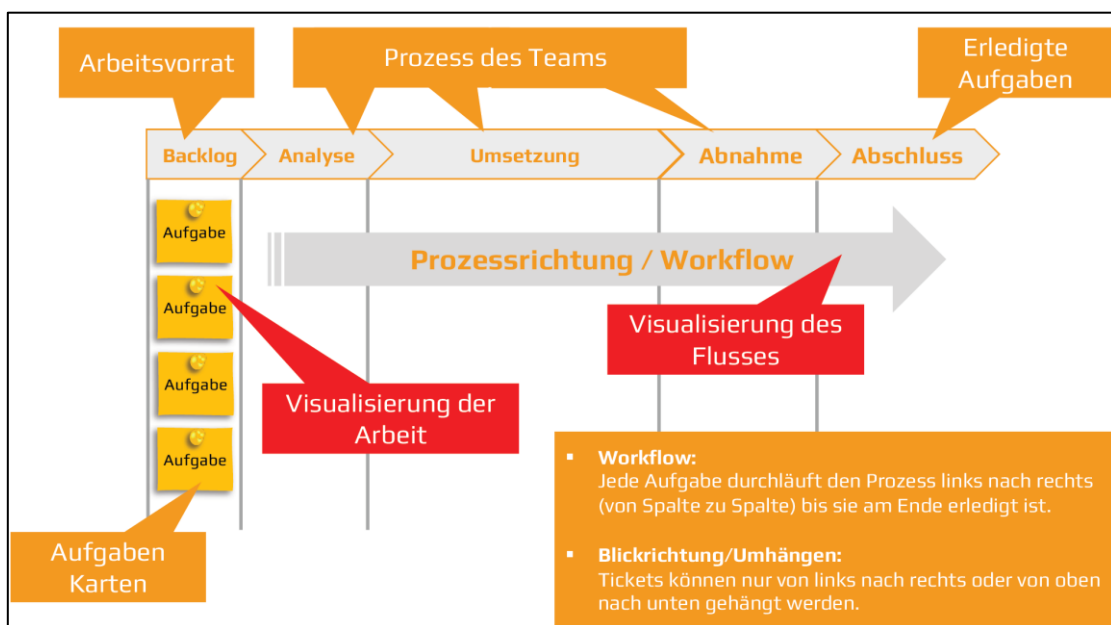 Arbeitsvorrat
Prozess des Teams
Erledigte
Aufgaben
Backlog
Analyse
Umsetzung
Abnahme
Abschluss
Aufgabe
Prozessrichtung / Workflow
Aufgabe
Visualisierung des
Flusses
Aufgabe
Visualisierung der
Arbeit
Aufgabe
Aufgaben
Karten
▪ Workflow:
Jede Aufgabe durchläuft den Prozess links nach rechts
(von Spalte zu Spalte) bis sie am Ende erledigt ist.
▪ Blickrichtung/Umhängen:
Tickets können nur von links nach rechts oder von oben
nach unten gehängt werden.